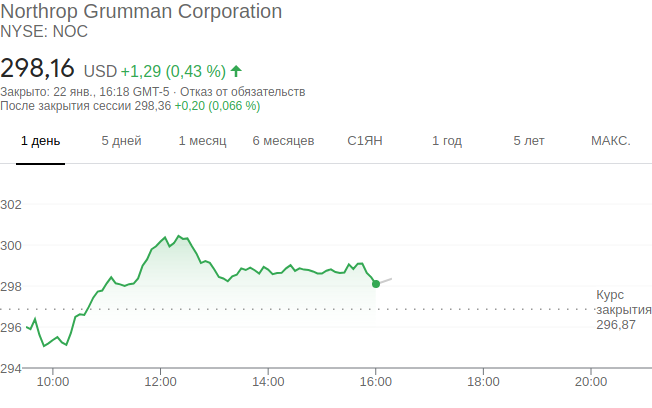 Northrop Grumman Corporation
NYSE: NOC
298,16 USD +1,29 (0,43 %)
Закрыто: 22 янв., 16:18 GMT-5 · Отказ от обязательств
После закрытия сессии 298,36 +0,20 (0,066 %)
1 день 5 дней 1 месяц 6 месяцев С1ЯН 1 год 5 лет МАКС.
302
300
298
Курс
закрытия
296,87
296
294
10:00 12:00 14:00 16:00 18:00 20:00